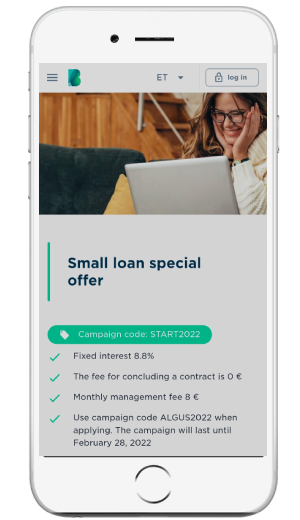 ET
log in
Small loan special
offer
Campaign code: START2022
Fixed interest 8.8%
The fee for concluding a contract is 0 €
Monthly management fee 8 €
Use campaign code ALGUS2022 when
applying. The campaign will last until
February 28, 2022